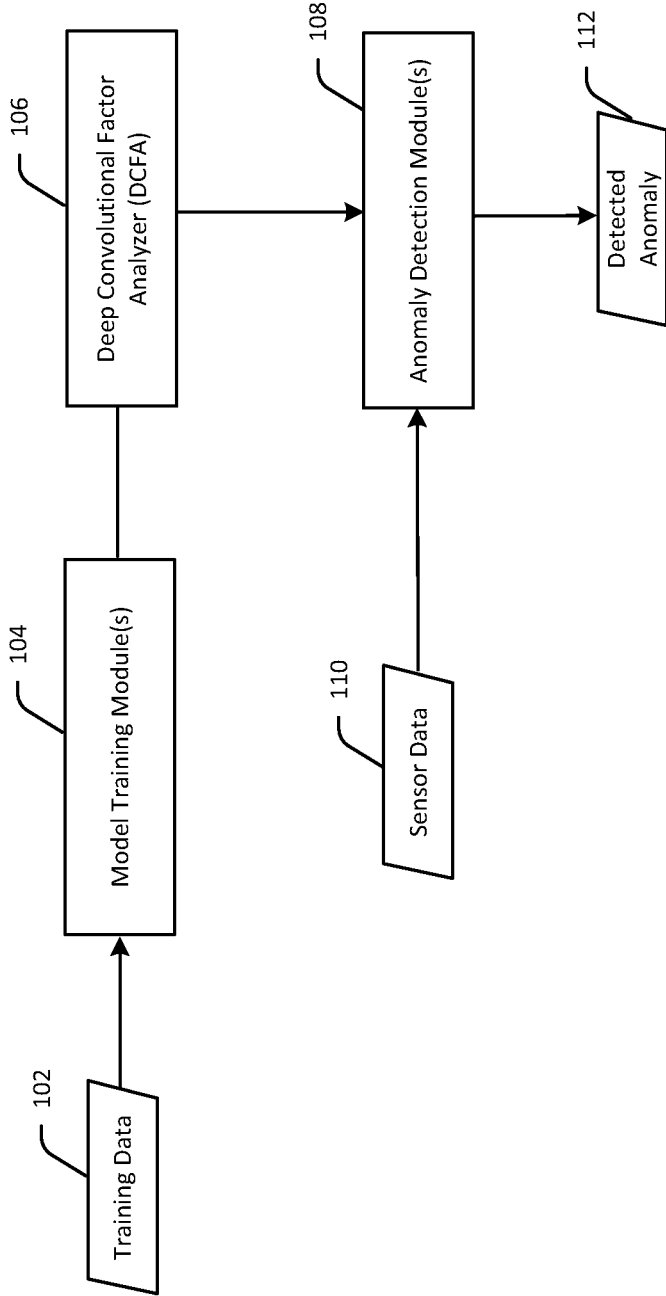 102
Training Data
104
Model Training Module(s)
106
Deep Convolutional Factor
Analyzer (DCFA)
110
Sensor Data
108
Anomaly Detection Module(s)
112
Detected
Anomaly